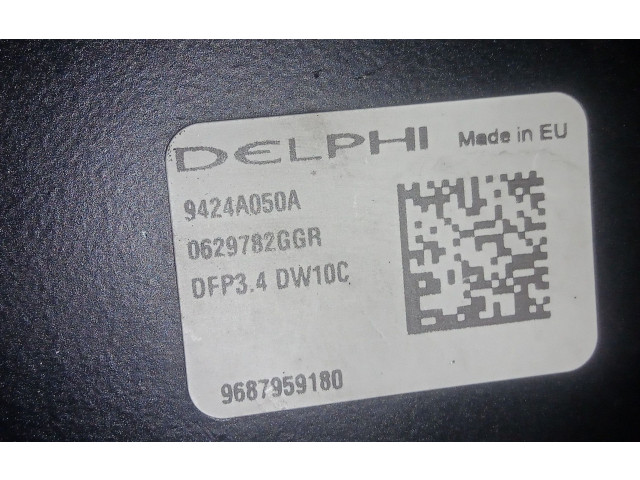 DELPHI Made in EU
9424A050A
0629782GGR
DFP3.4 DW10C
9687959180